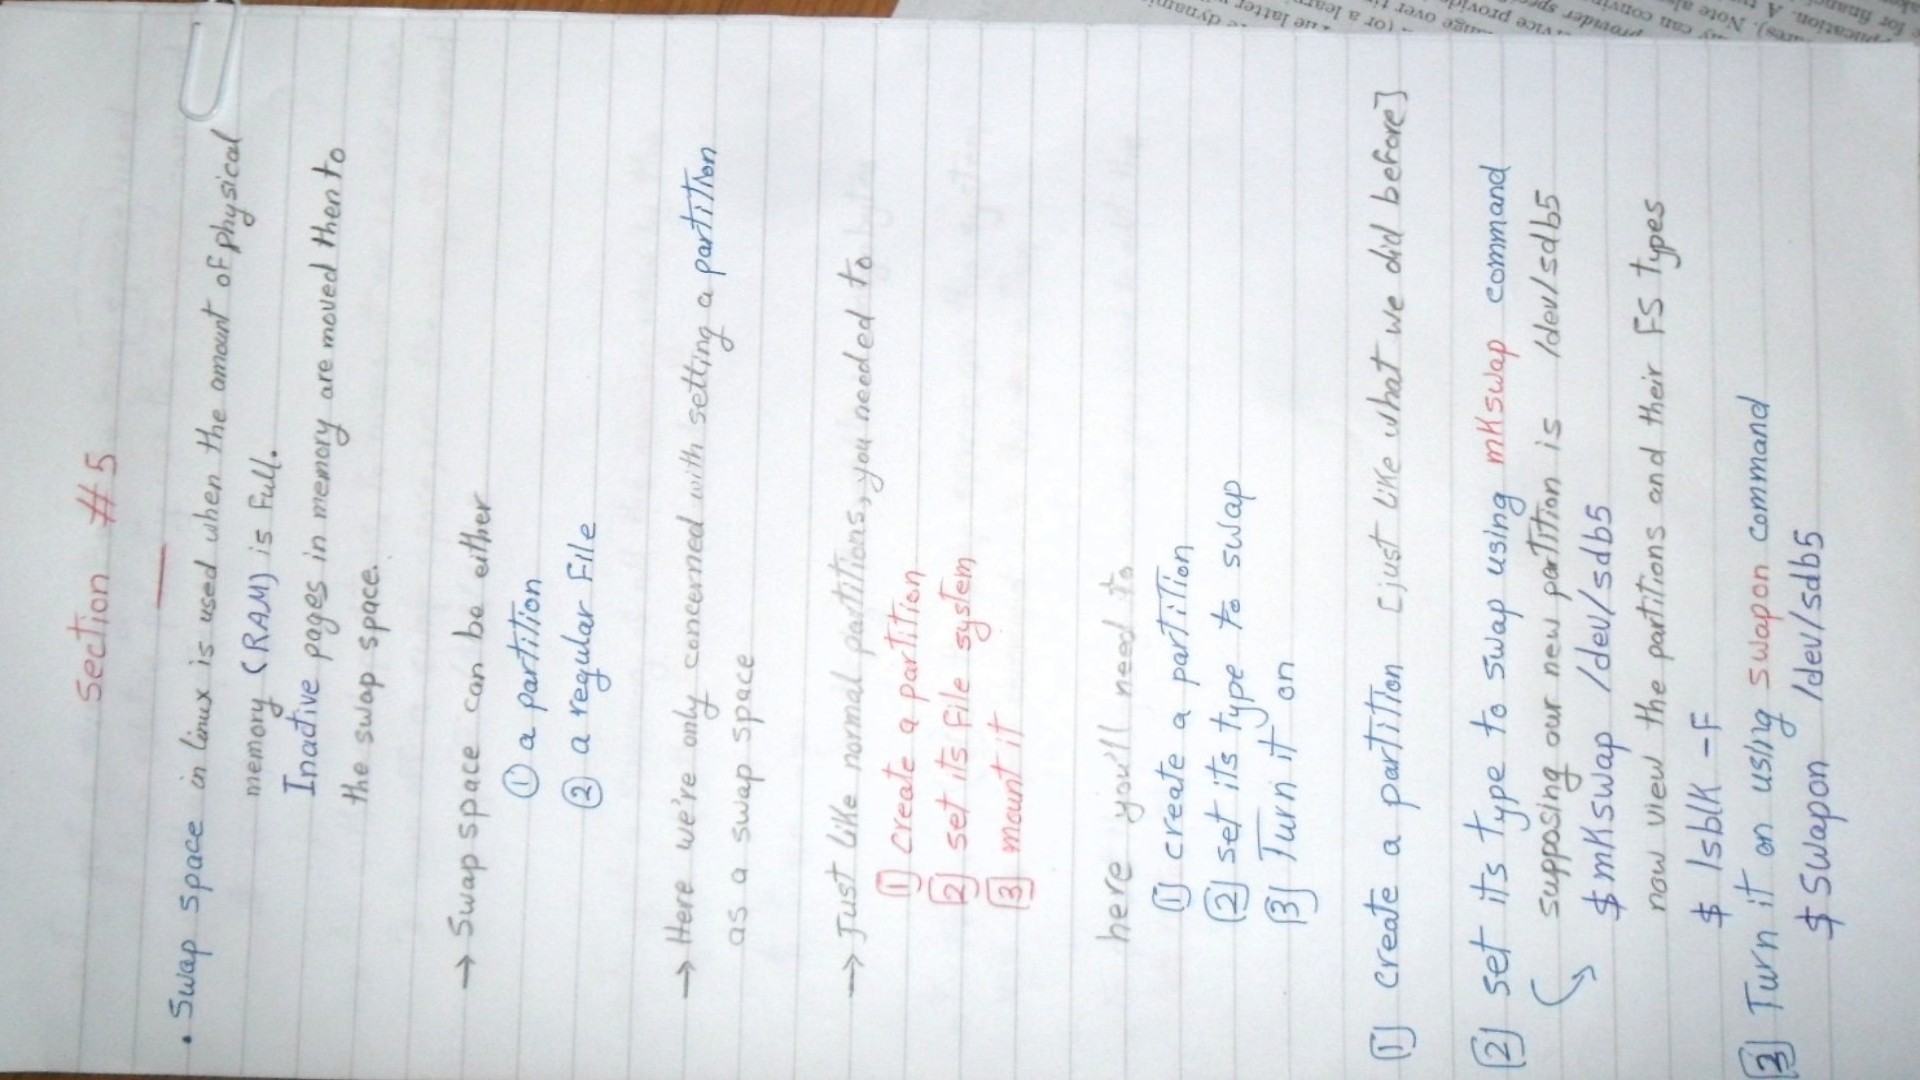 Section #5
• Swap space in linux is used when the amount of physical
memory (RAM) is full.
Inactive pages in memory are moved then to
the swap space.
→ Swap space can be either
① a partition
② a regular File
→ Here we're only concerned with setting a partition
as a swap space
→ Just like normal partitions, you needed to
1 create a partition
2 set its file system
3 mount it
here you'll need to
1 create a partition
2 set its type to swap
3 Turn it on
1 create a partition [just like what we did before]
2 set its type to swap using mkswap command
supposing our new partition is /dev/sdb5
$ mkswap /dev/sdb5
now view the partitions and their FS types
$ lsblk -F
3 Turn it on using swapon command
$ Swapon /dev/sdb5